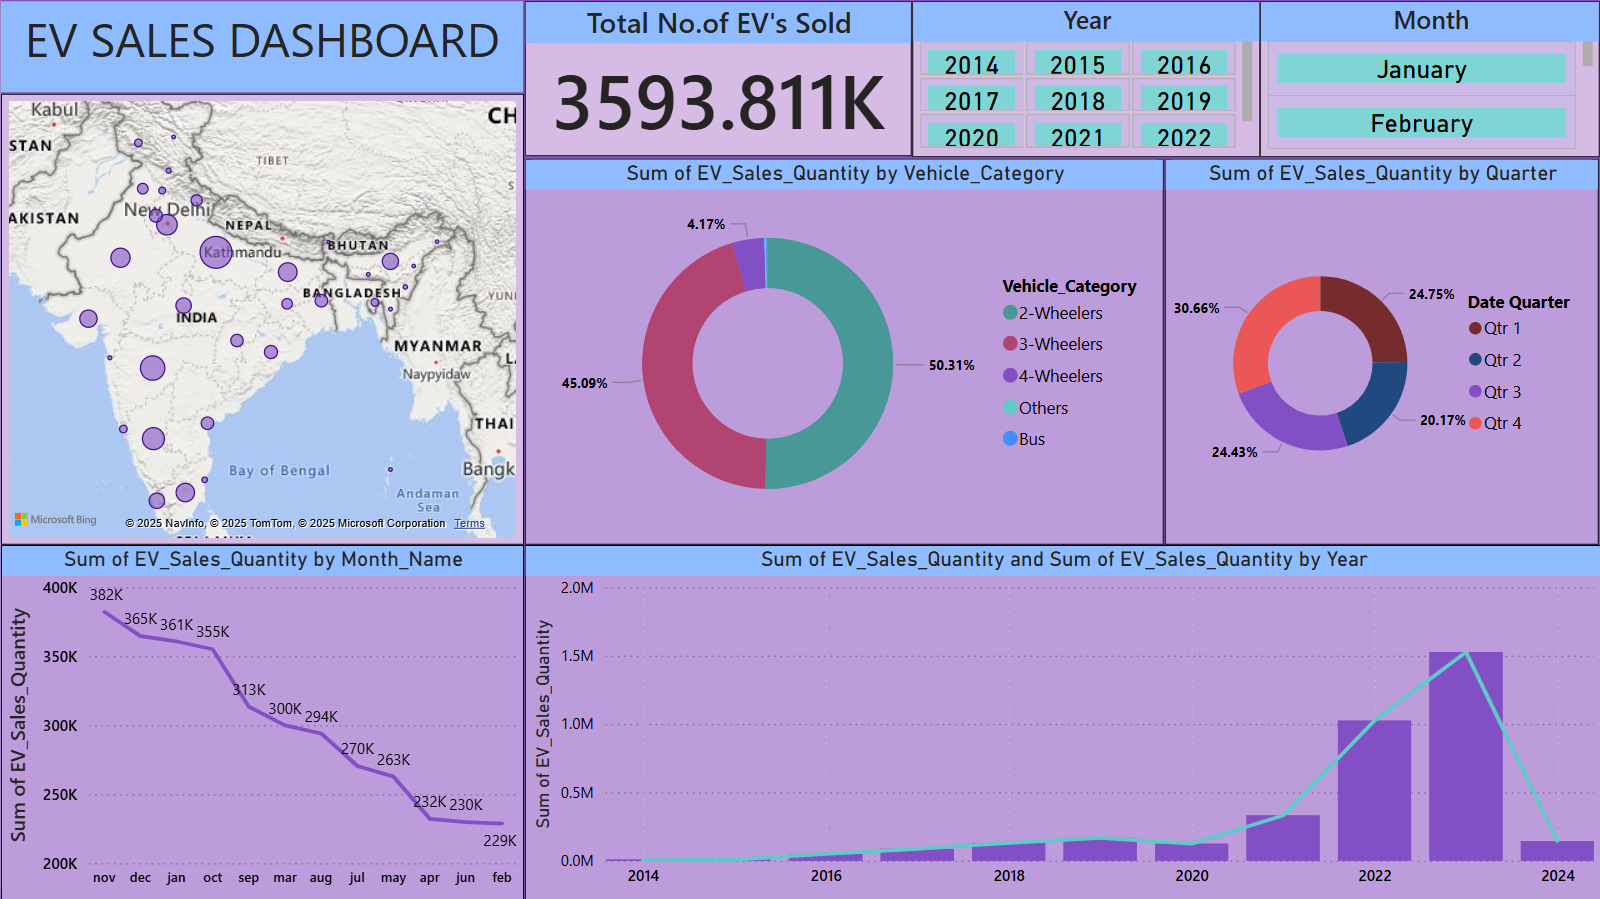 EV SALES DASHBOARD
Total No.of EV's Sold
3593.811K
Year
2014 2015 2016
2017 2018 2019
2020 2021 2022
Month
January
February
Kabul
STAN
CH
TIBET
AKISTAN
New Delhi
NEPAL
Kathmandu
BHUTAN
BANGLADESH
YUN
INDIA
MYANMAR
Naypyidaw
THAI
Bay of Bengal
Bangk
Andaman
Sea
Microsoft Bing
© 2025 NavInfo, © 2025 TomTom, © 2025 Microsoft Corporation Terms
Sum of EV_Sales_Quantity by Vehicle_Category
4.17%
45.09%
50.31%
Vehicle_Category
2-Wheelers
3-Wheelers
4-Wheelers
Others
Bus
Sum of EV_Sales_Quantity by Quarter
30.66%
24.75%
24.43%
20.17%
Date Quarter
Qtr 1
Qtr 2
Qtr 3
Qtr 4
Sum of EV_Sales_Quantity by Month_Name
Sum of EV_Sales_Quantity
400K
350K
300K
250K
200K
382K
365K
361K
355K
313K
300K
294K
270K
263K
232K
230K
229K
nov dec jan oct sep mar aug jul may apr jun feb
Sum of EV_Sales_Quantity and Sum of EV_Sales_Quantity by Year
Sum of EV_Sales_Quantity
2.0M
1.5M
1.0M
0.5M
0.0M
2014 2016 2018 2020 2022 2024